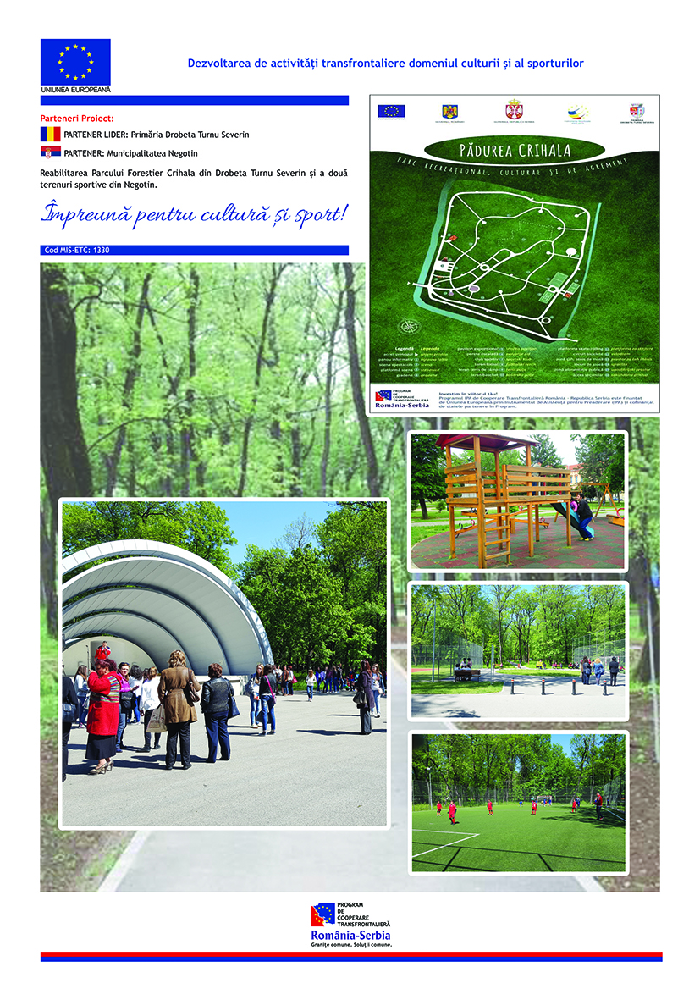 Dezvoltarea de activități transfrontaliere domeniul culturii și al sporturilor
UNIUNEA EUROPEANĂ
Parteneri Proiect:
PARTENER LIDER: Primăria Drobeta Turnu Severin
PARTENER: Municipalitatea Negotin
Reabilitarea Parcului Forestier Crihala din Drobeta Turnu Severin și a două
terenuri sportive din Negotin.
Împreună pentru cultură și sport!
Cod MIS-ETC: 1330
PĂDUREA CRIHALA
PARC RECREAȚIONAL, CULTURAL ȘI DE AGREMENT
Legendă
PROGRAM
DE
COOPERARE
TRANSFRONTALIERĂ
România-Serbia
Investim în viitorul tău!
Programul IPA de Cooperare Transfrontalieră România - Republica Serbia este finanțat
de Uniunea Europeană prin Instrumentul de Asistență pentru Preaderare (IPA) și cofinanțat
de statele partenere în Program.
PROGRAM
DE
COOPERARE
TRANSFRONTALIERĂ
România-Serbia
Granițe comune. Soluții comune.